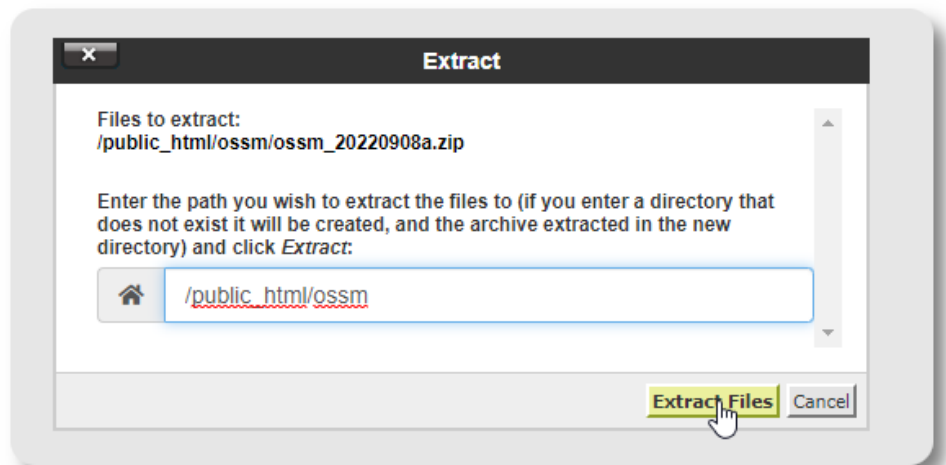 Extract
Files to extract:
/public_html/ossm/ossm_20220908a.zip
Enter the path you wish to extract the files to (if you enter a directory that
does not exist it will be created, and the archive extracted in the new
directory) and click Extract:
/public_html/ossm
Extract Files Cancel